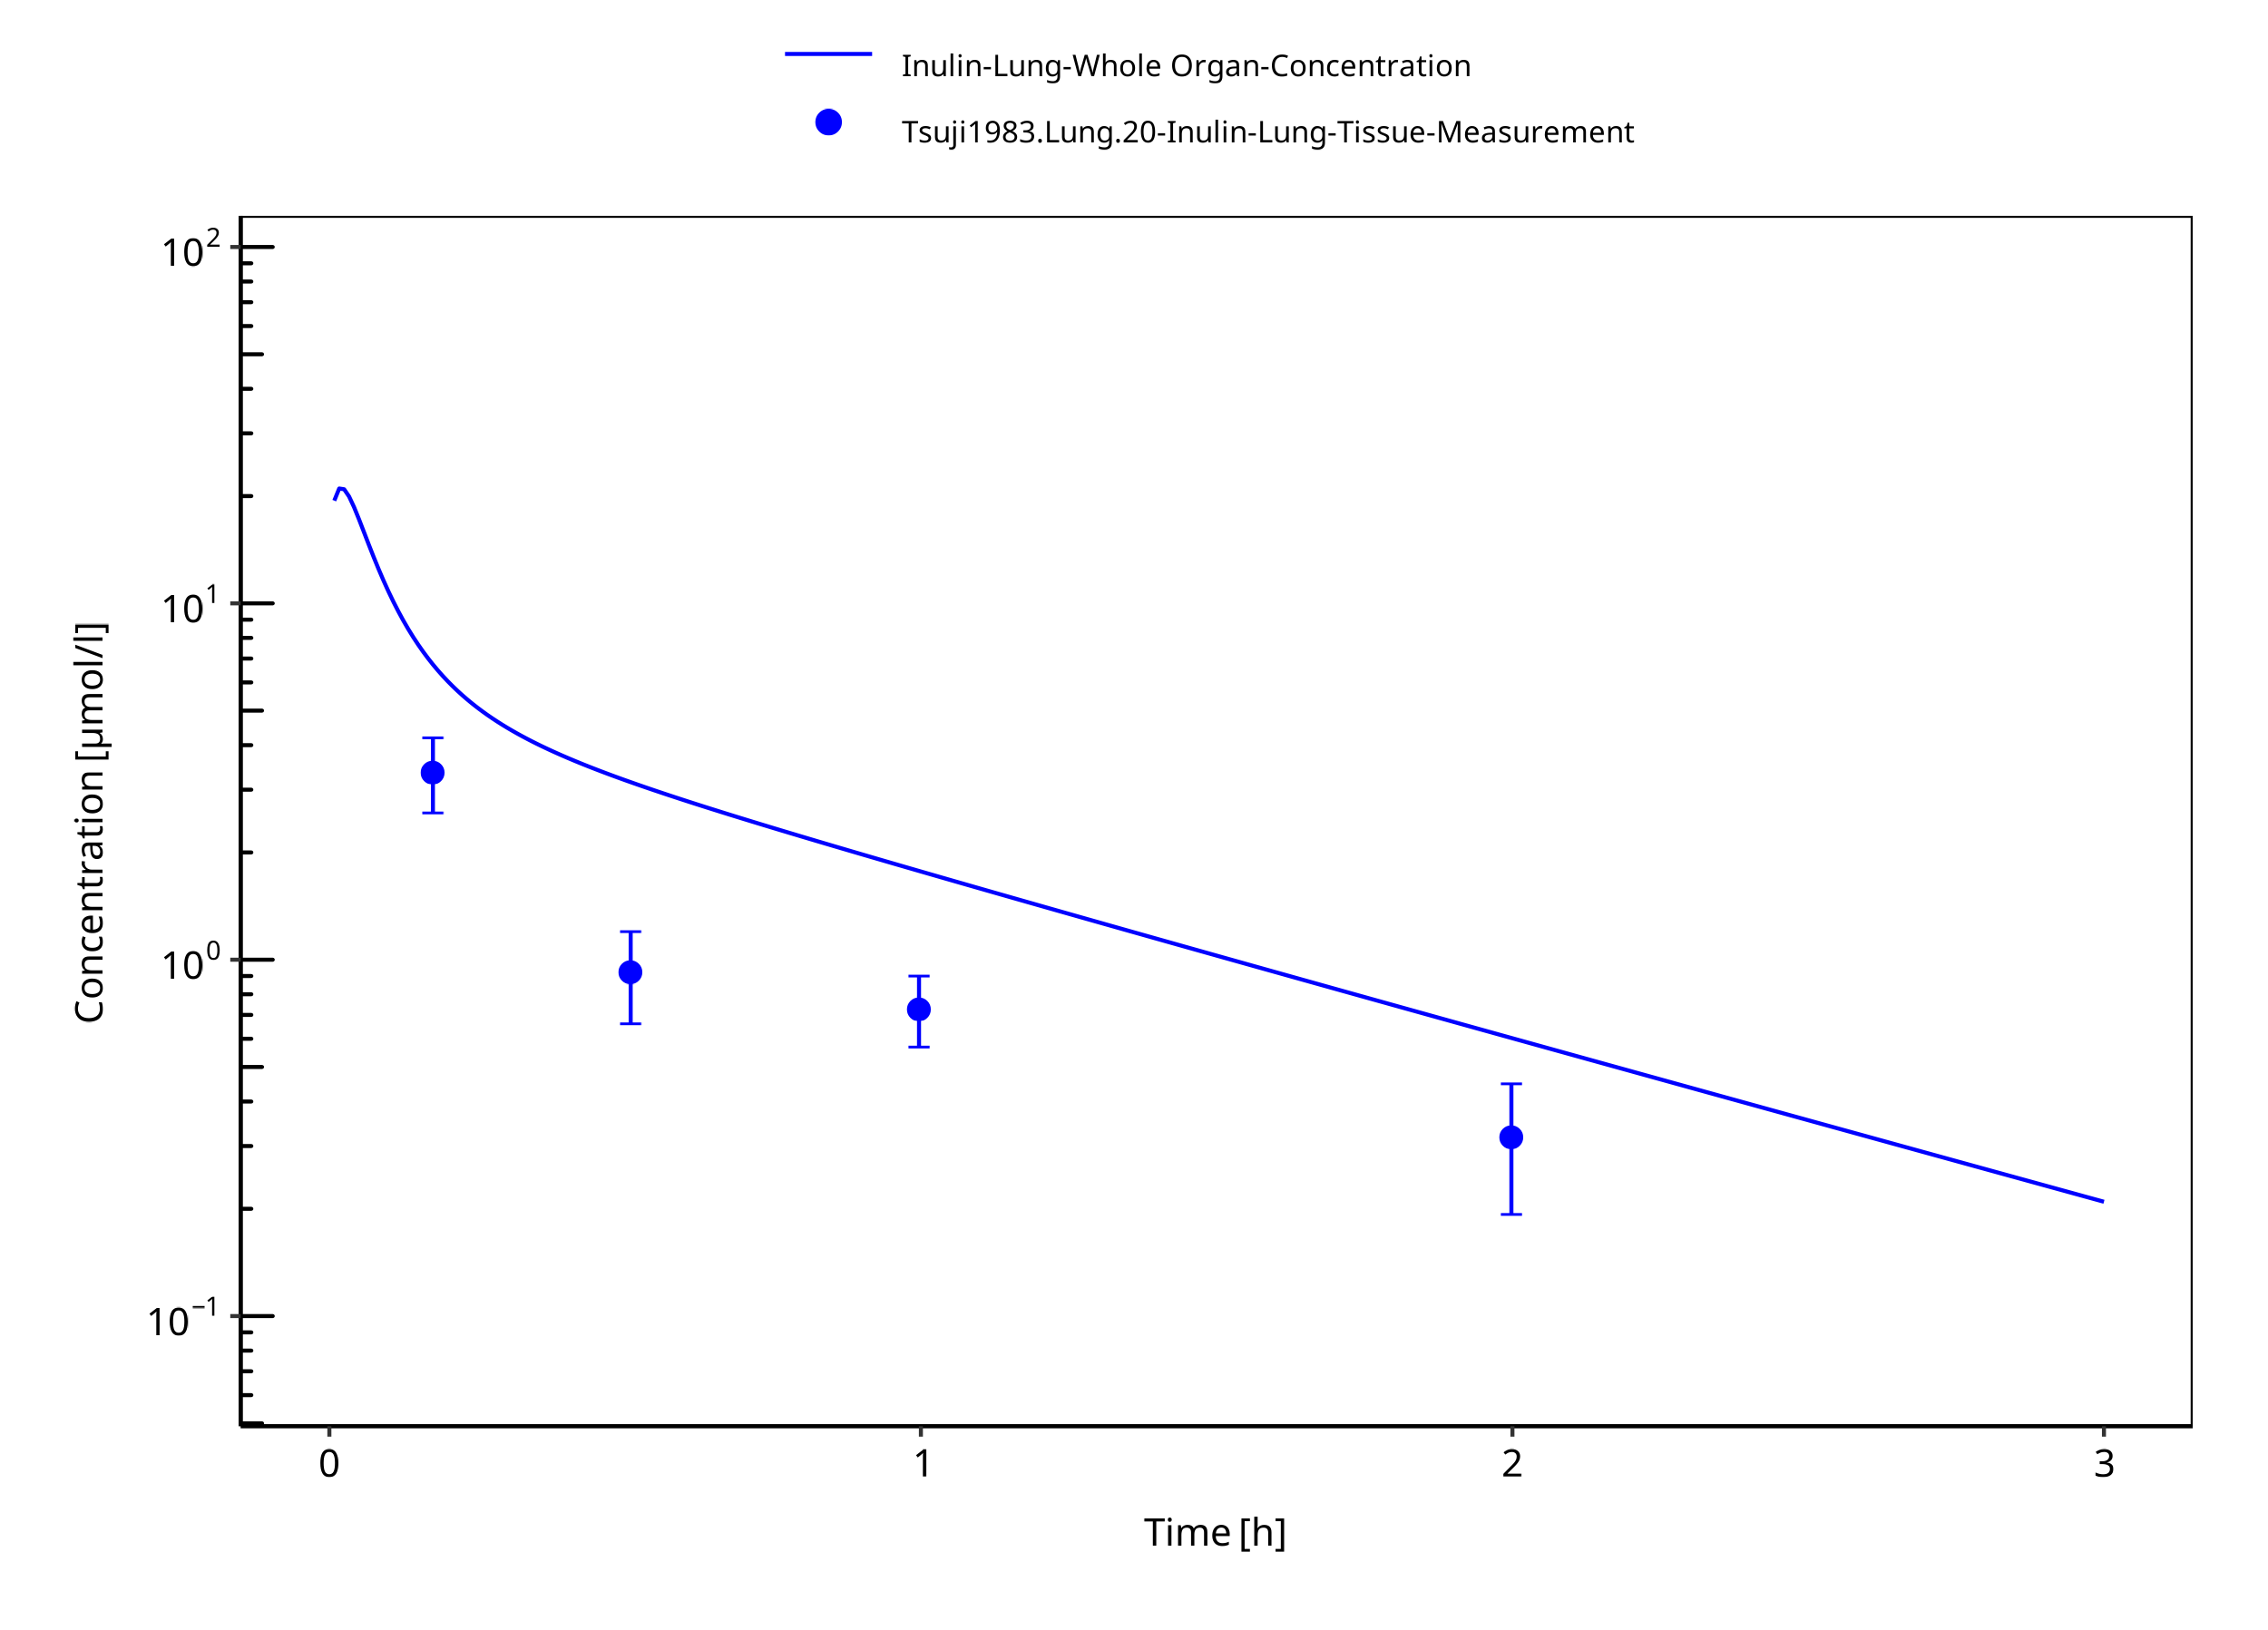 Inulin-Lung-Whole Organ-Concentration
Tsuji1983.Lung.20-Inulin-Lung-Tissue-Measurement
Concentration [µmol/l]
10²
10¹
10⁰
10⁻¹
0 1 2 3
Time [h]